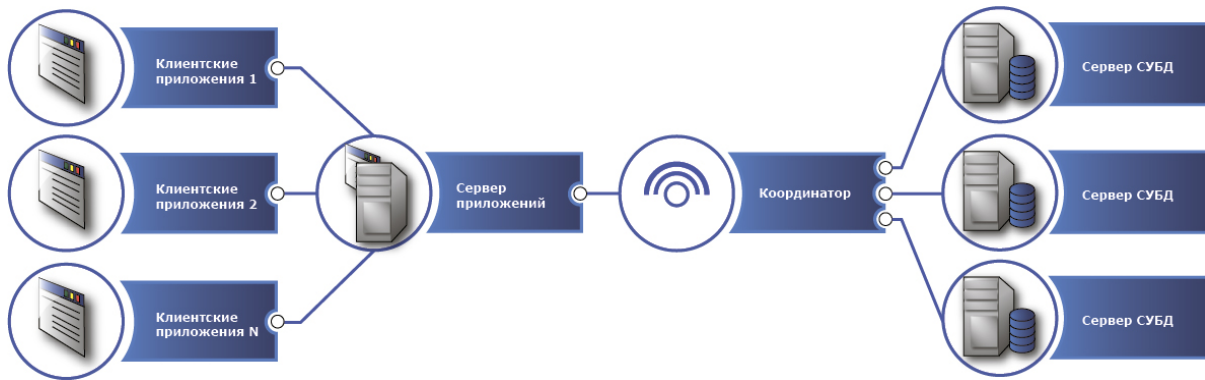 Клиентские
приложения 1
Клиентские
приложения 2
Клиентские
приложения N
Сервер
приложений
Координатор
Сервер СУБД
Сервер СУБД
Сервер СУБД